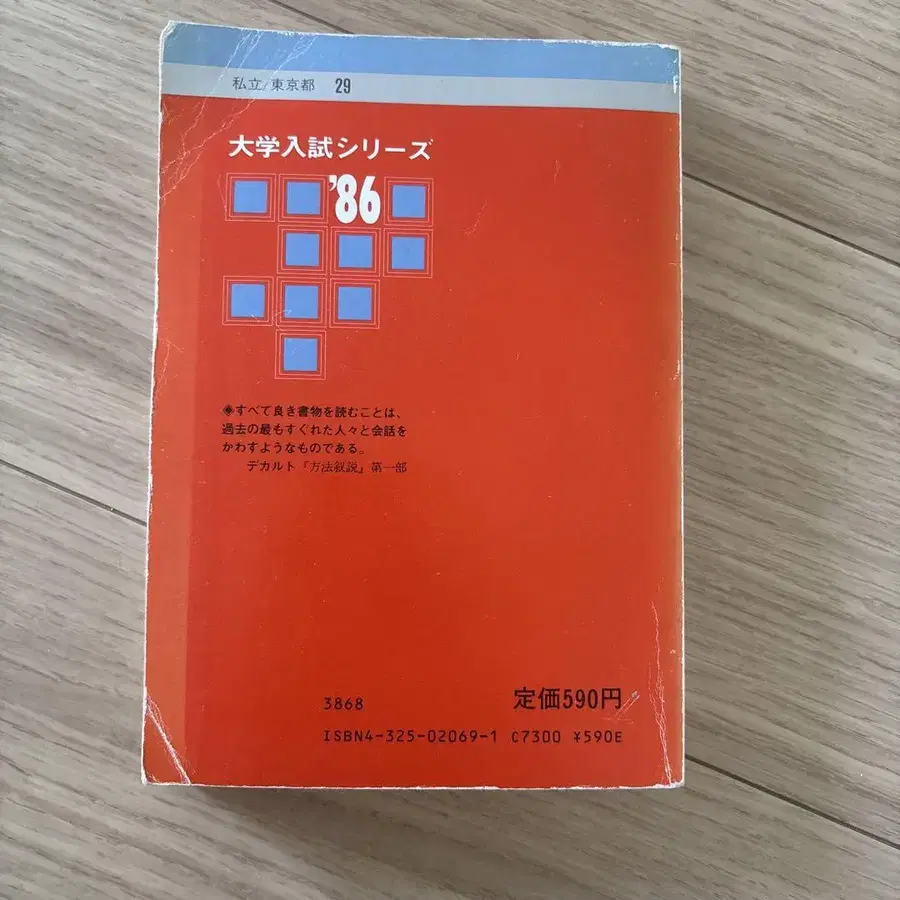 私立/東京都 29
大学入試シリーズ
'86
◈すべて良き書物を読むことは、
過去の最もすぐれた人々と会話を
かわすようなものである。
デカルト『方法叙説』第一部
3868
定価590円
ISBN4-325-02069-1 C7300 ¥590E